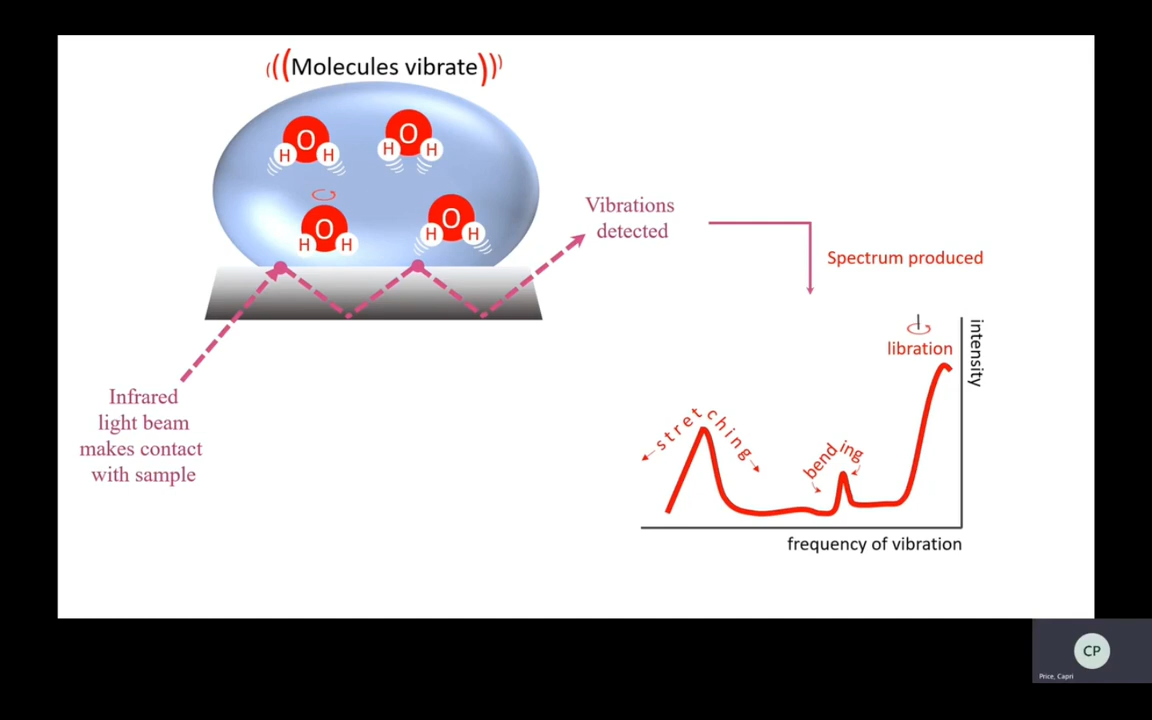 (((Molecules vibrate)))
O
H H
O
H H
O
H H
O
H H
Vibrations
detected
Spectrum produced
Infrared
light beam
makes contact
with sample
libration
intensity
stretching
bending
frequency of vibration
CP
Price, Capri